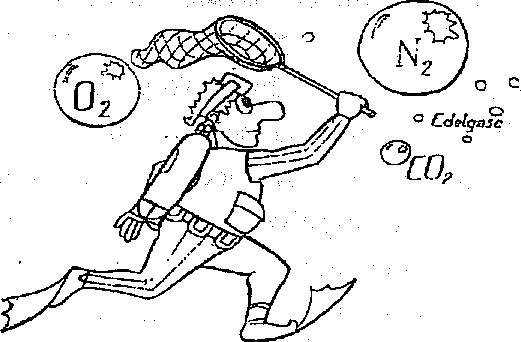 N₂
O₂
Edelgase
CO₂